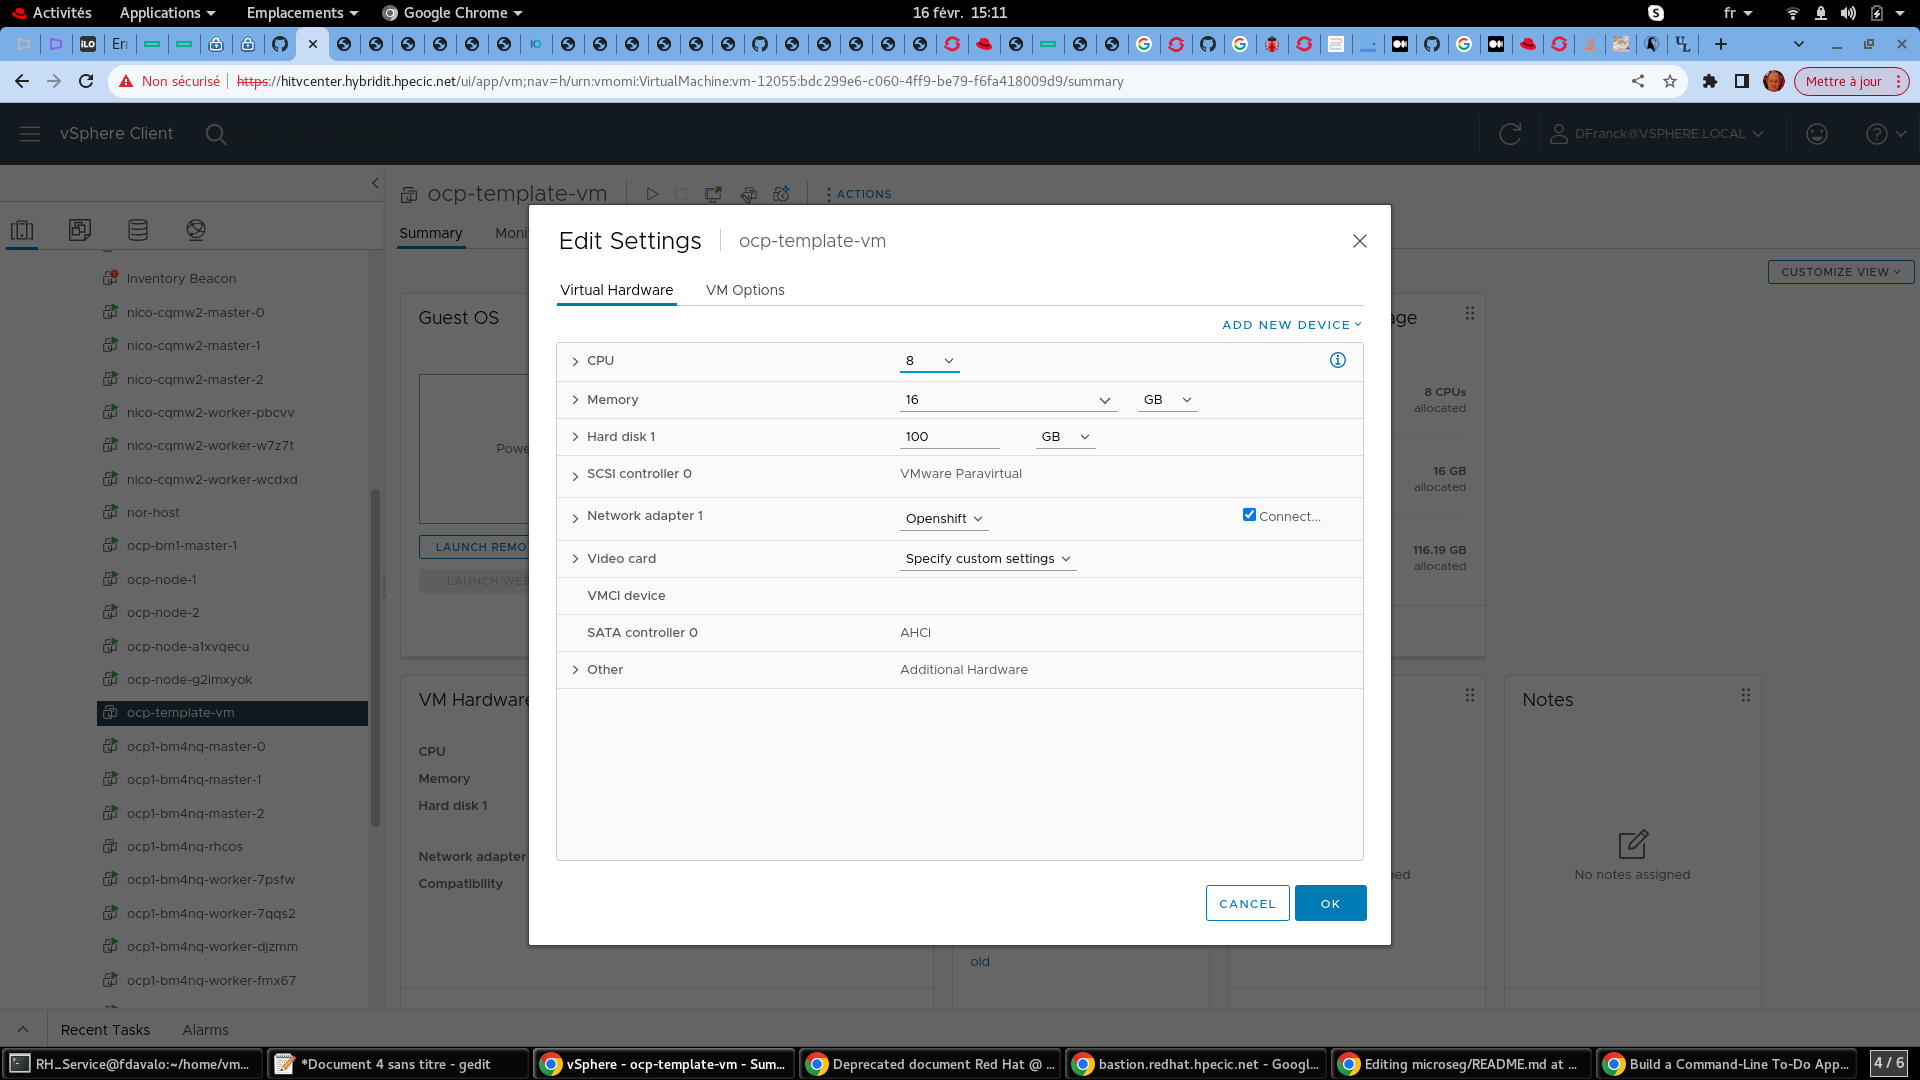 Activités
Applications
Emplacements
Google Chrome
16 févr. 15:11
S
fr
iLO
Err
Non sécurisé
https://hitvcenter.hybridit.hpecic.net/ui/app/vm;nav=h/urn:vmomi:VirtualMachine:vm-12055:bdc299e6-c060-4ff9-be79-f6fa418009d9/summary
Mettre à jour
vSphere Client
DFranck@VSPHERE.LOCAL
ocp-template-vm
ACTIONS
Summary
Moni
CUSTOMIZE VIEW
Inventory Beacon
nico-cqmw2-master-0
nico-cqmw2-master-1
nico-cqmw2-master-2
nico-cqmw2-worker-pbcvv
nico-cqmw2-worker-w7z7t
nico-cqmw2-worker-wcdxd
nor-host
ocp-bm1-master-1
ocp-node-1
ocp-node-2
ocp-node-a1xvqecu
ocp-node-g2imxyok
ocp-template-vm
ocp1-bm4nq-master-0
ocp1-bm4nq-master-1
ocp1-bm4nq-master-2
ocp1-bm4nq-rhcos
ocp1-bm4nq-worker-7psfw
ocp1-bm4nq-worker-7qqs2
ocp1-bm4nq-worker-djzmm
ocp1-bm4nq-worker-fmx67
Guest OS
Powe
LAUNCH REMO
LAUNCH WEB
VM Hardware
CPU
Memory
Hard disk 1
Network adapter
Compatibility
Edit Settings
ocp-template-vm
Virtual Hardware
VM Options
ADD NEW DEVICE
CPU
8
Memory
16
GB
Hard disk 1
100
GB
SCSI controller 0
VMware Paravirtual
Network adapter 1
Openshift
Connect...
Video card
Specify custom settings
VMCI device
SATA controller 0
AHCI
Other
Additional Hardware
CANCEL
OK
old
age
8 CPUs
allocated
16 GB
allocated
116.19 GB
allocated
ned
Notes
No notes assigned
Recent Tasks
Alarms
RH_Service@fdavalo:~/home/vm...
*Document 4 sans titre - gedit
vSphere - ocp-template-vm - Sum...
Deprecated document Red Hat @ ...
bastion.redhat.hpecic.net - Googl...
Editing microseg/README.md at ...
Build a Command-Line To-Do App...
4 / 6